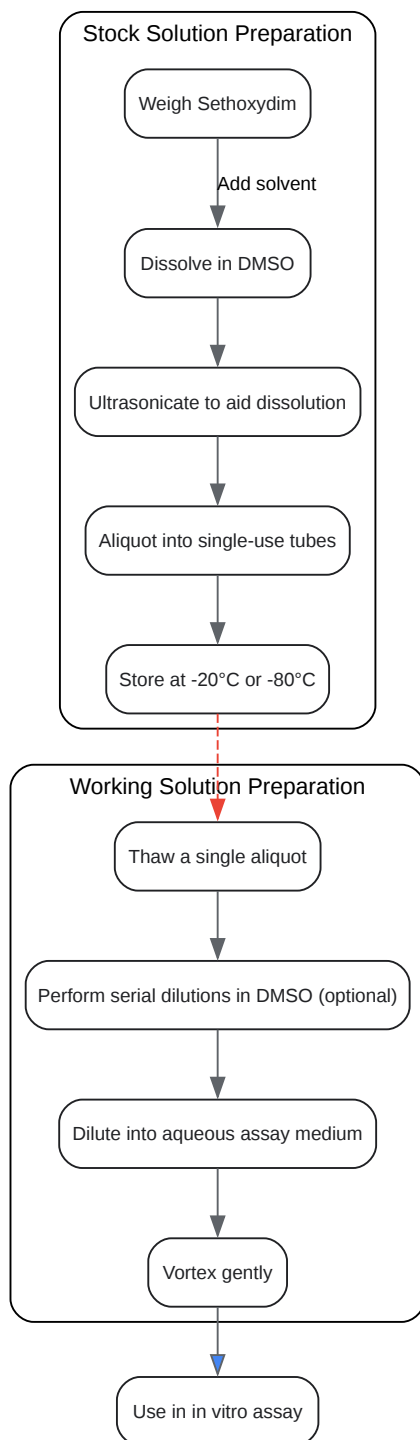 Stock Solution Preparation
Weigh Sethoxydim
Add solvent
Dissolve in DMSO
Ultrasonicate to aid dissolution
Aliquot into single-use tubes
Store at -20°C or -80°C
Working Solution Preparation
Thaw a single aliquot
Perform serial dilutions in DMSO (optional)
Dilute into aqueous assay medium
Vortex gently
Use in in vitro assay